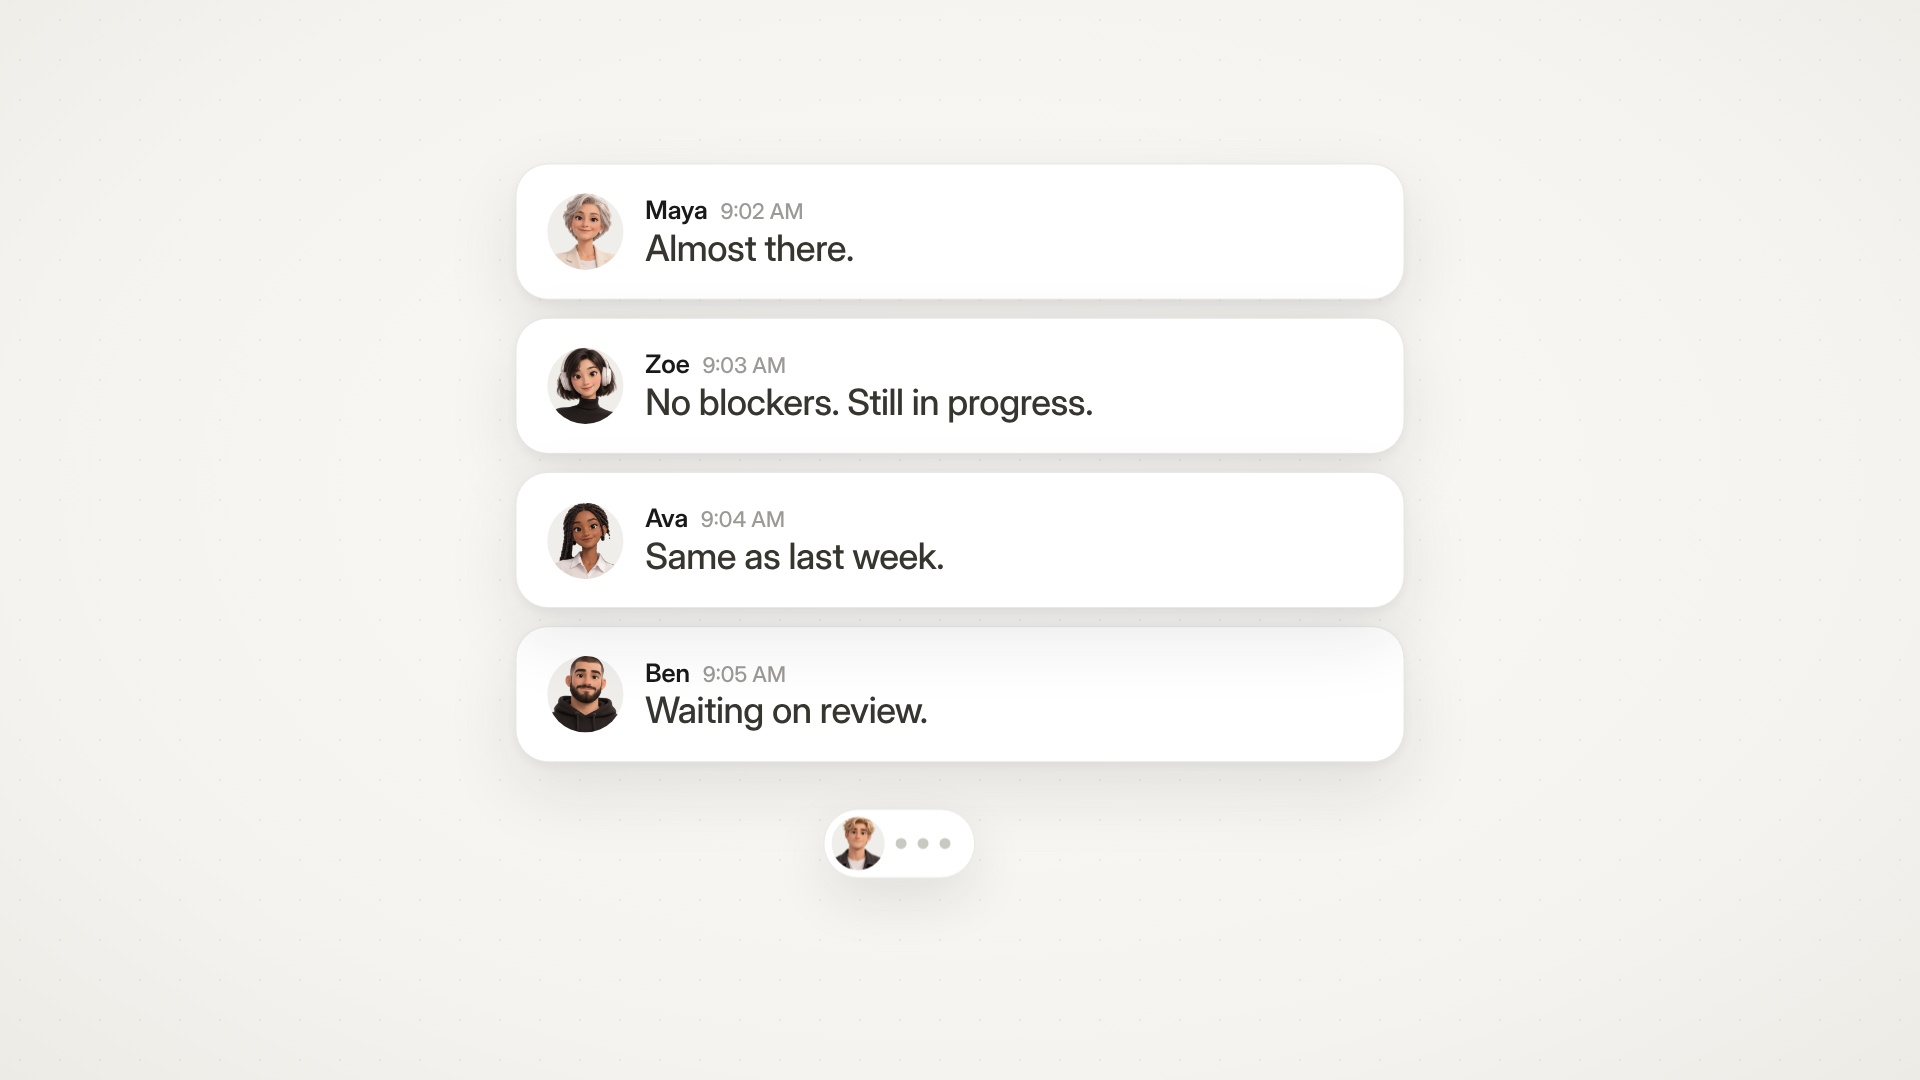 Maya 9:02 AM
Almost there.
Zoe 9:03 AM
No blockers. Still in progress.
Ava 9:04 AM
Same as last week.
Ben 9:05 AM
Waiting on review.